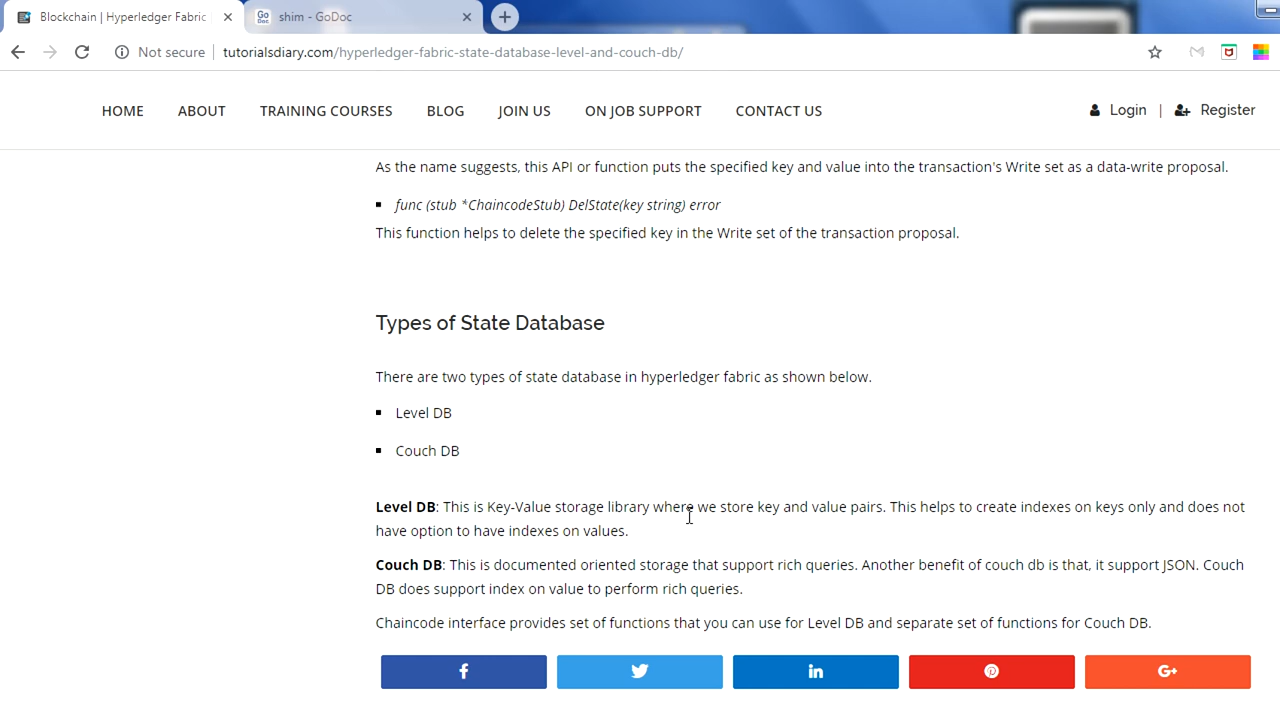 Blockchain | Hyperledger Fabric
Go Doc shim - GoDoc
Not secure | tutorialsdiary.com/hyperledger-fabric-state-database-level-and-couch-db/
HOME ABOUT TRAINING COURSES BLOG JOIN US ON JOB SUPPORT CONTACT US Login | Register
As the name suggests, this API or function puts the specified key and value into the transaction's Write set as a data-write proposal.
▪ func (stub *ChaincodeStub) DelState(key string) error
This function helps to delete the specified key in the Write set of the transaction proposal.
Types of State Database
There are two types of state database in hyperledger fabric as shown below.
▪ Level DB
▪ Couch DB
Level DB: This is Key-Value storage library where we store key and value pairs. This helps to create indexes on keys only and does not
have option to have indexes on values.
Couch DB: This is documented oriented storage that support rich queries. Another benefit of couch db is that, it support JSON. Couch
DB does support index on value to perform rich queries.
Chaincode interface provides set of functions that you can use for Level DB and separate set of functions for Couch DB.
f in G+